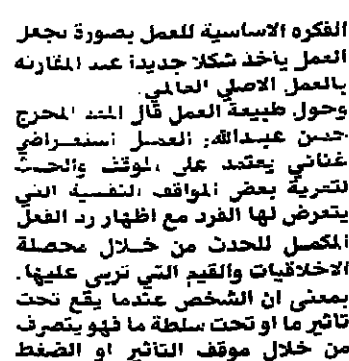 الفكره الاساسية للعمل بصورة تجعل
العمل يأخذ شكلا جديدا عند المقارنه
بالعمل الاصلي العالمي.
وحول طبيعة العمل قال المخرج
حسن عبدالله: العمل استعراضي
غنائي يعتمد على الموقف والحدث
لتعرية بعض المواقف النفسية التي
يتعرض لها الفرد مع اظهار رد الفعل
المكمل للحدث من خلال محصلة
الاخلاقيات والقيم التي تربى عليها.
بمعنى ان الشخص عندما يقع تحت
تاثير ما او تحت سلطة ما فهو يتصرف
من خلال موقف التاثير او الضغط